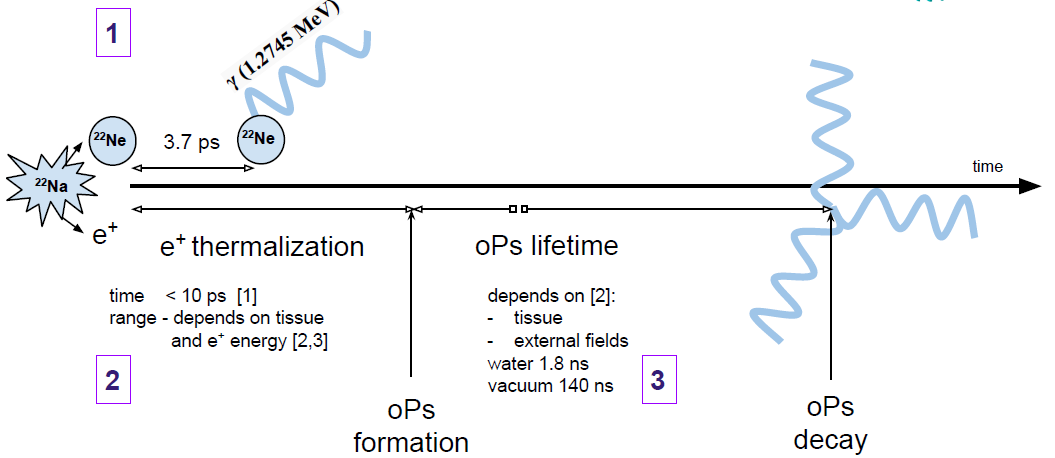 1
γ (1.2745 MeV)
²²Ne
3.7 ps
²²Ne
²²Na
e⁺
time
e⁺ thermalization
oPs lifetime
time < 10 ps [1]
range - depends on tissue
and e⁺ energy [2,3]
depends on [2]:
- tissue
- external fields
water 1.8 ns
vacuum 140 ns
2
3
oPs
formation
oPs
decay